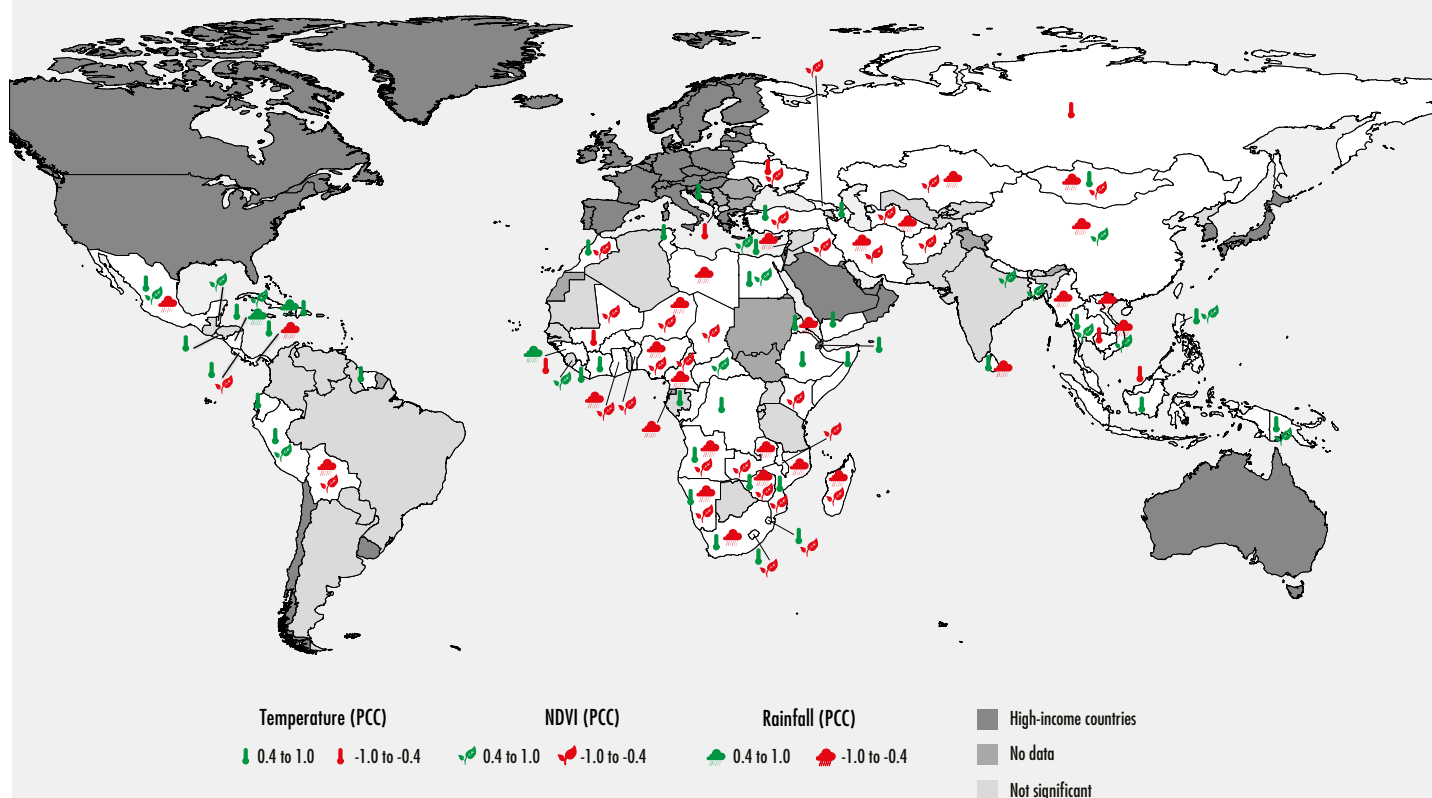 Temperature (PCC)
0.4 to 1.0
-1.0 to -0.4
NDVI (PCC)
0.4 to 1.0
-1.0 to -0.4
Rainfall (PCC)
0.4 to 1.0
-1.0 to -0.4
High-income countries
No data
Not significant